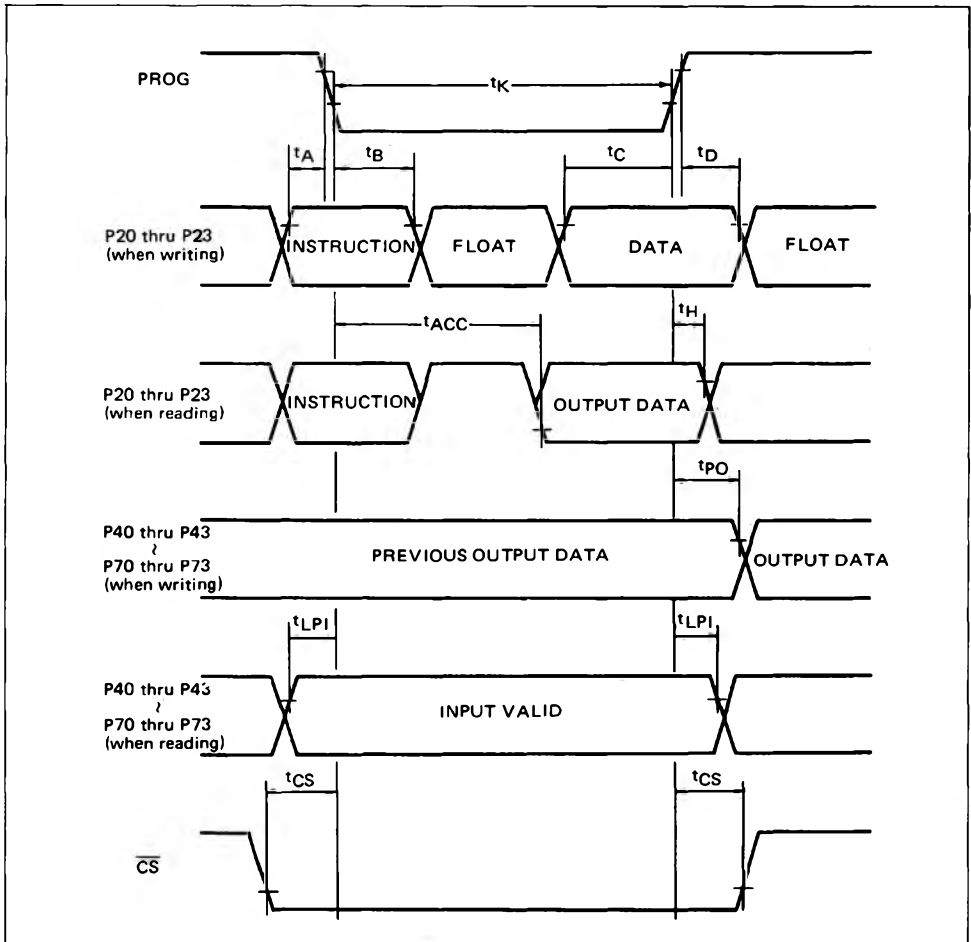 PROG
tK
tA
tB
tC
tD
P20 thru P23
(when writing)
INSTRUCTION
FLOAT
DATA
FLOAT
tACC
tH
P20 thru P23
(when reading)
INSTRUCTION
OUTPUT DATA
tPO
P40 thru P43
≀
P70 thru P73
(when writing)
PREVIOUS OUTPUT DATA
OUTPUT DATA
tLPI
tLPI
P40 thru P43
≀
P70 thru P73
(when reading)
INPUT VALID
tCS
tCS
C̅S̅